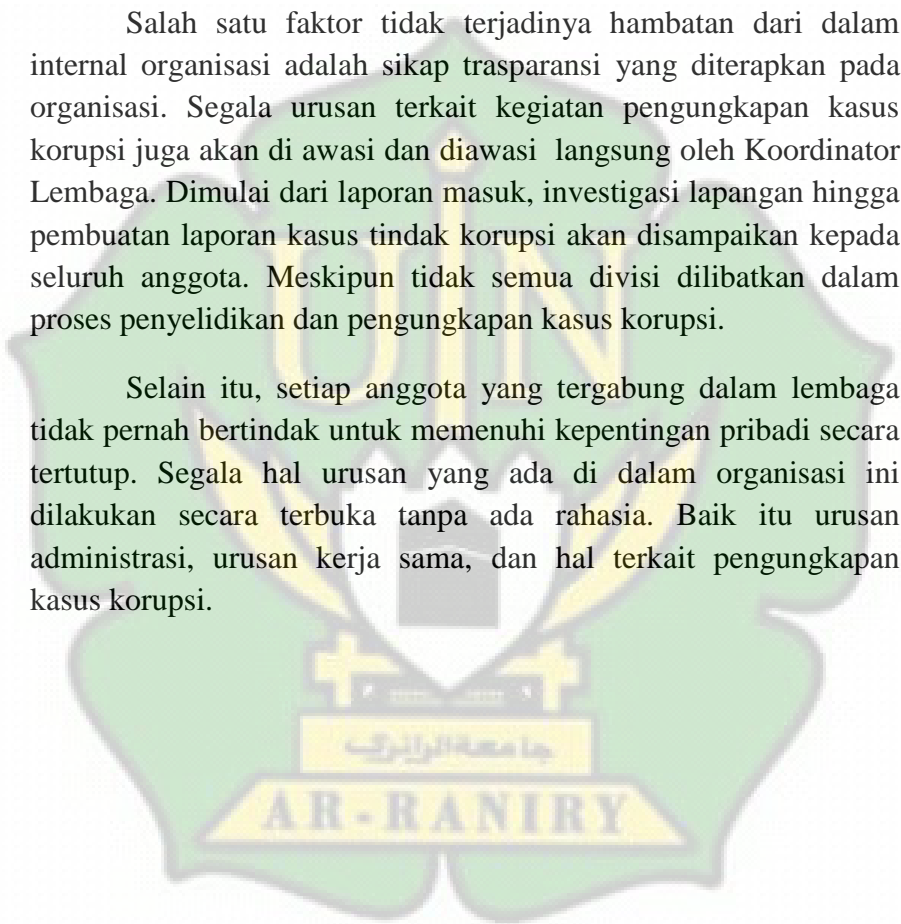 Salah satu faktor tidak terjadinya hambatan dari dalam
internal organisasi adalah sikap trasparansi yang diterapkan pada
organisasi. Segala urusan terkait kegiatan pengungkapan kasus
korupsi juga akan di awasi dan diawasi  langsung oleh Koordinator
Lembaga. Dimulai dari laporan masuk, investigasi lapangan hingga
pembuatan laporan kasus tindak korupsi akan disampaikan kepada
seluruh anggota. Meskipun tidak semua divisi dilibatkan dalam
proses penyelidikan dan pengungkapan kasus korupsi.
Selain itu, setiap anggota yang tergabung dalam lembaga
tidak pernah bertindak untuk memenuhi kepentingan pribadi secara
tertutup. Segala hal urusan yang ada di dalam organisasi ini
dilakukan secara terbuka tanpa ada rahasia. Baik itu urusan
administrasi, urusan kerja sama, dan hal terkait pengungkapan
kasus korupsi.
UIN
جامعة الرانري
AR-RANIRY